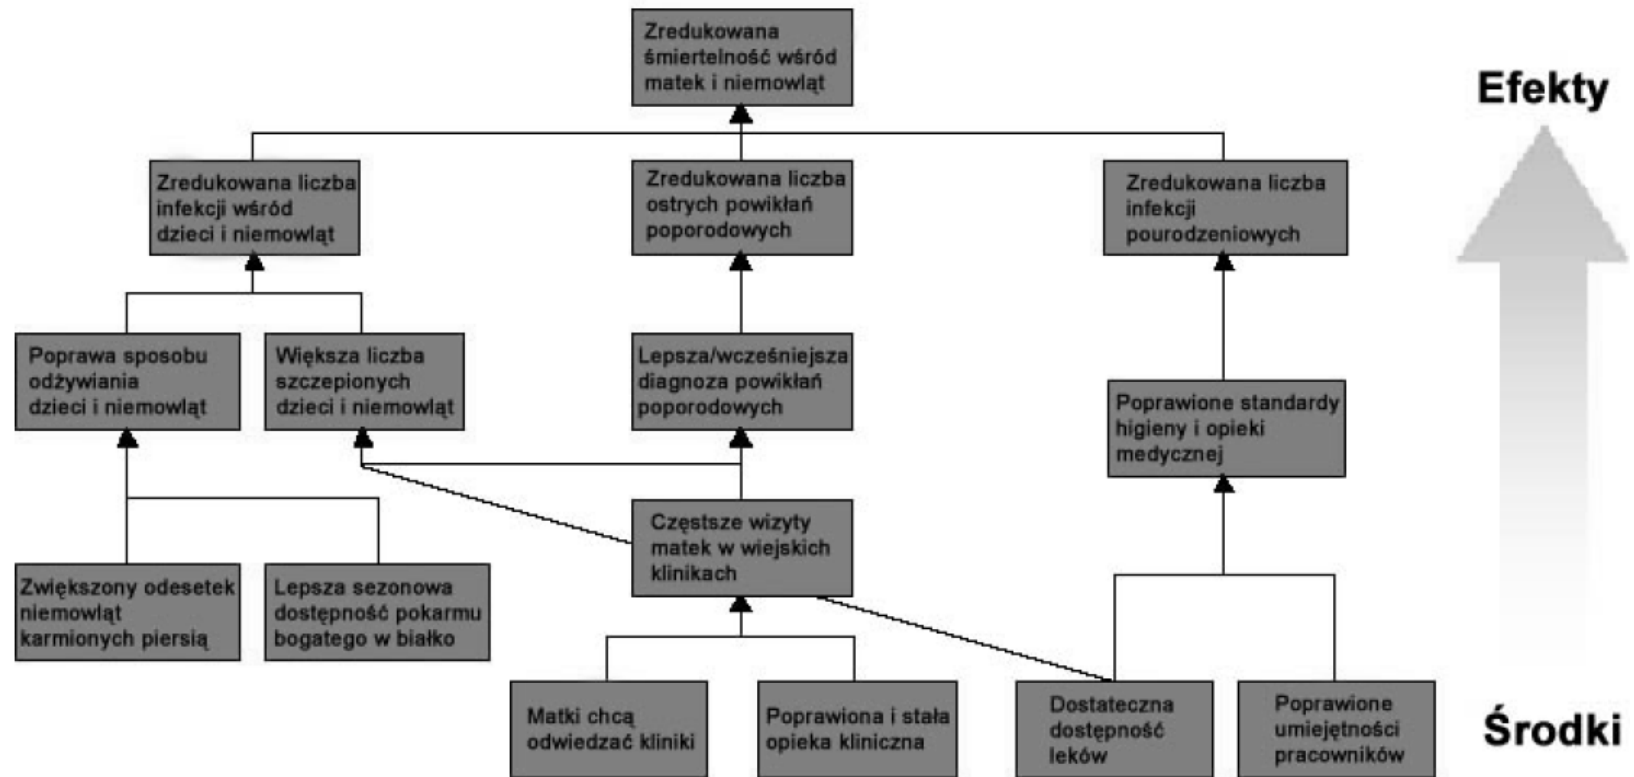 Zredukowana
śmiertelność wśród
matek i niemowląt
Efekty
Zredukowana liczba
infekcji wśród
dzieci i niemowląt
Zredukowana liczba
ostrych powikłań
poporodowych
Zredukowana liczba
infekcji
pourodzeniowych
Poprawa sposobu
odżywiania
dzieci i niemowląt
Większa liczba
szczepionych
dzieci i niemowląt
Lepsza/wcześniejsza
diagnoza powikłań
poporodowych
Poprawione standardy
higieny i opieki
medycznej
Częstsze wizyty
matek w wiejskich
klinikach
Zwiększony odesetek
niemowląt
karmionych piersią
Lepsza sezonowa
dostępność pokarmu
bogatego w białko
Matki chcą
odwiedzać kliniki
Poprawiona i stała
opieka kliniczna
Dostateczna
dostępność
leków
Poprawione
umiejętności
pracowników
Środki